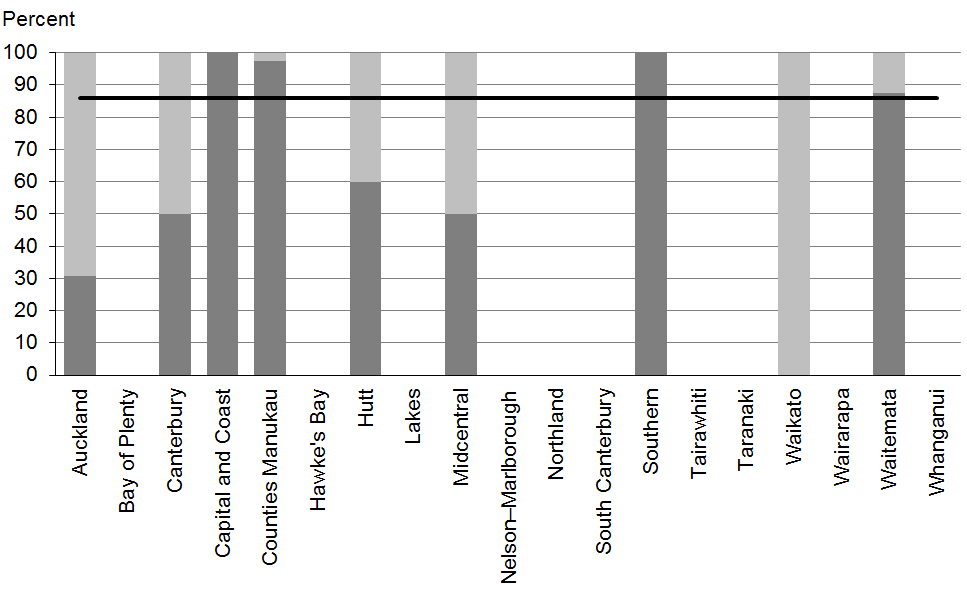 Percent
100
90
80
70
60
50
40
30
20
10
0
Auckland
Bay of Plenty
Canterbury
Capital and Coast
Counties Manukau
Hawke's Bay
Hutt
Lakes
Midcentral
Nelson–Marlborough
Northland
South Canterbury
Southern
Tairawhiti
Taranaki
Waikato
Wairarapa
Waitemata
Whanganui